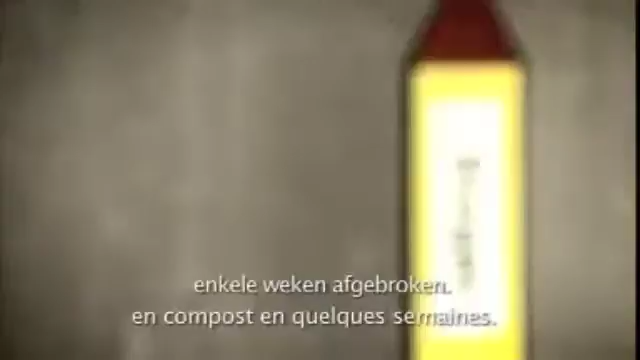 enkele weken afgebroken.
en compost en quelques semaines.